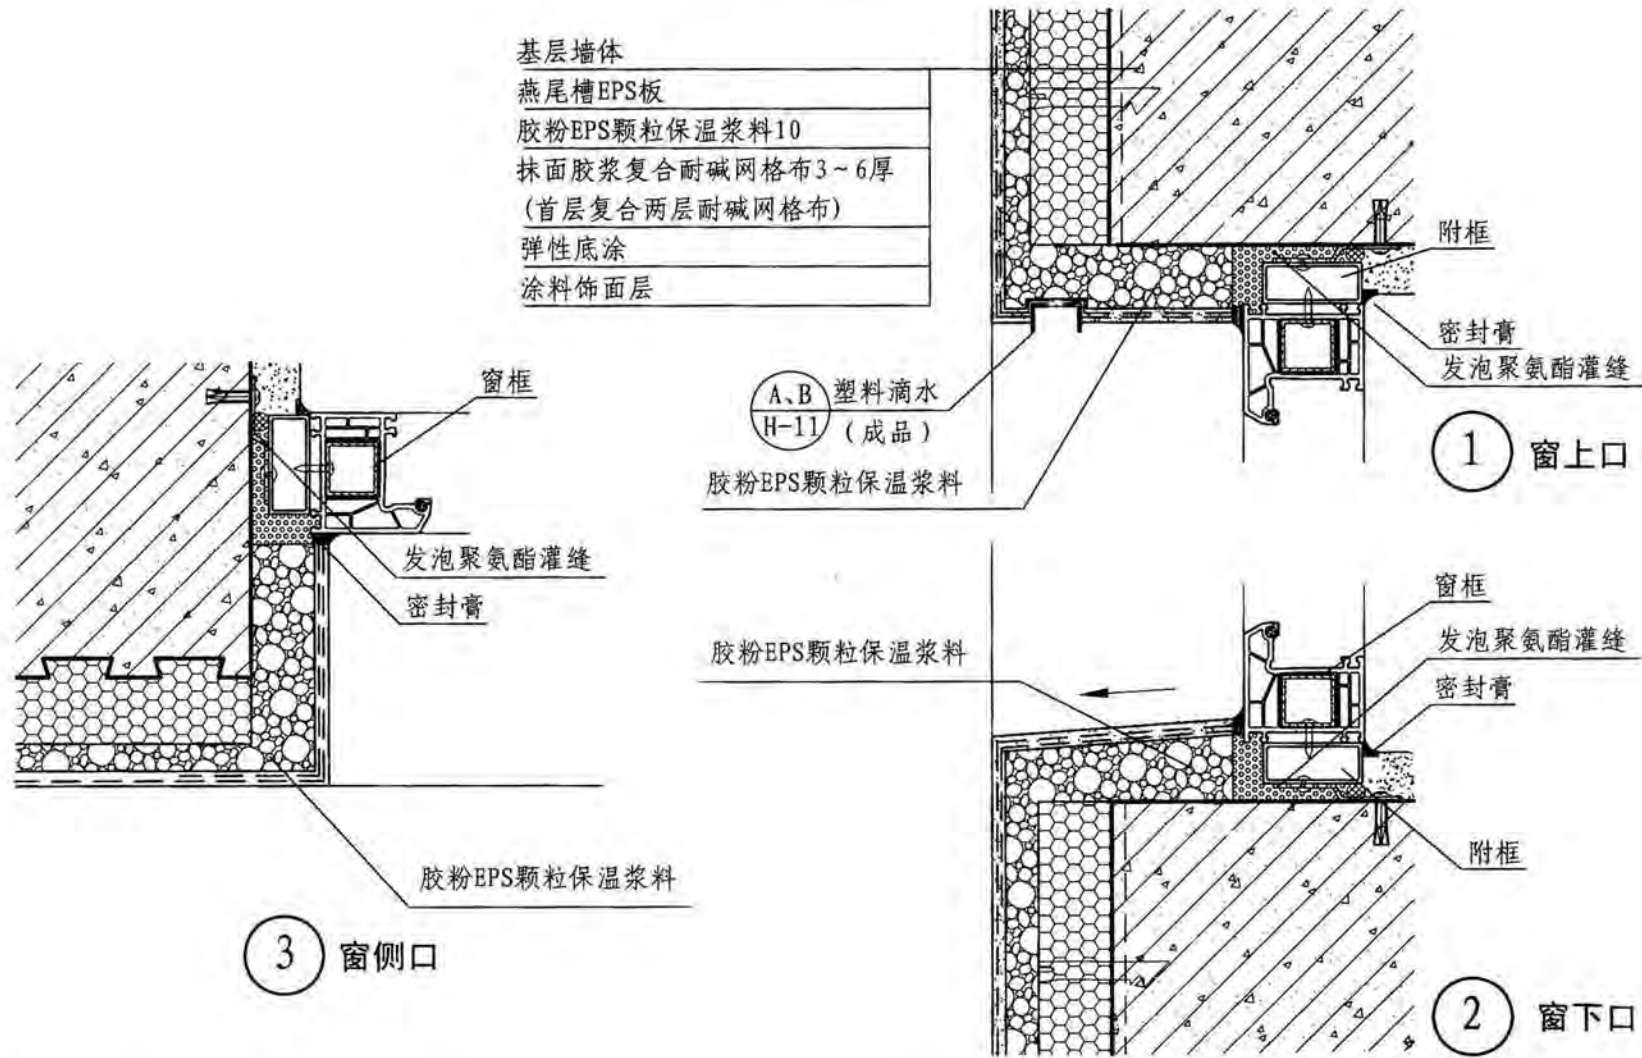 基层墙体
燕尾槽EPS板
胶粉EPS颗粒保温浆料10
抹面胶浆复合耐碱网格布3~6厚
(首层复合两层耐碱网格布)
弹性底涂
涂料饰面层
附框
密封膏
发泡聚氨酯灌缝
A、B
H-11
塑料滴水
(成品)
胶粉EPS颗粒保温浆料
1 窗上口
窗框
发泡聚氨酯灌缝
密封膏
胶粉EPS颗粒保温浆料
3 窗侧口
窗框
发泡聚氨酯灌缝
密封膏
胶粉EPS颗粒保温浆料
附框
2 窗下口